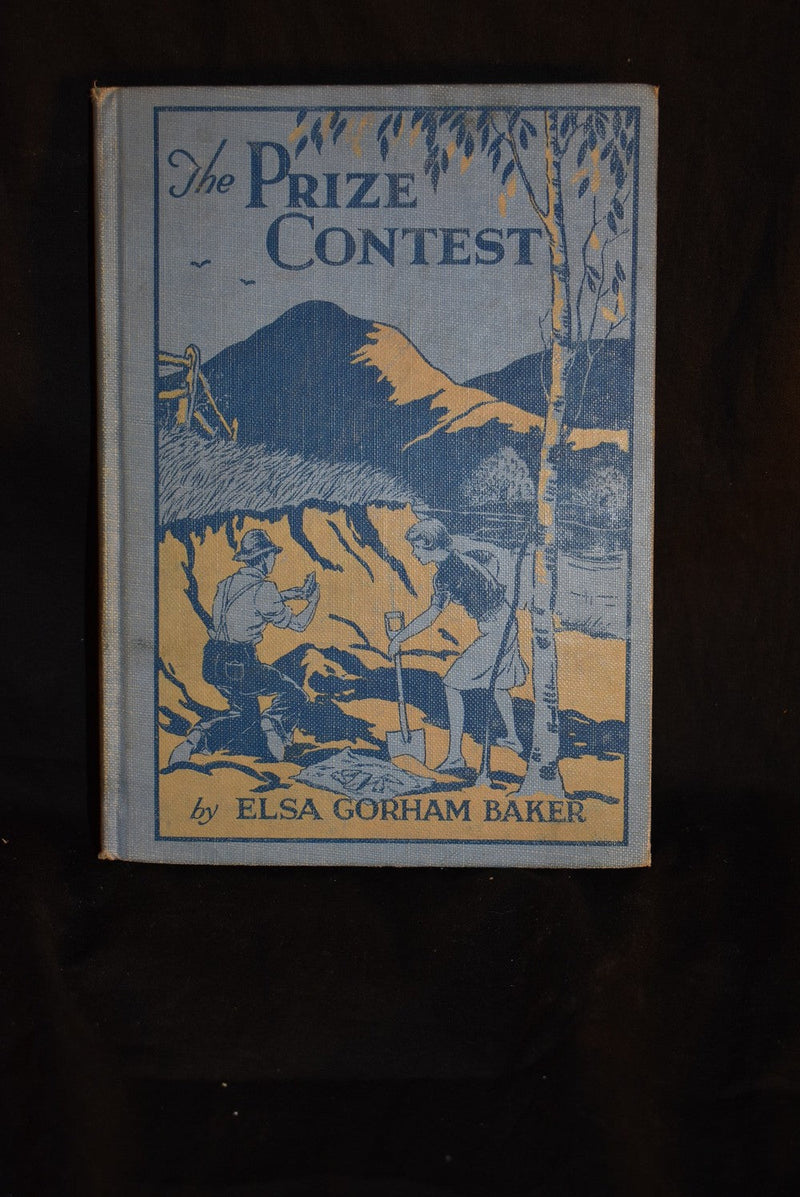 The PRIZE
CONTEST
by ELSA GORHAM BAKER